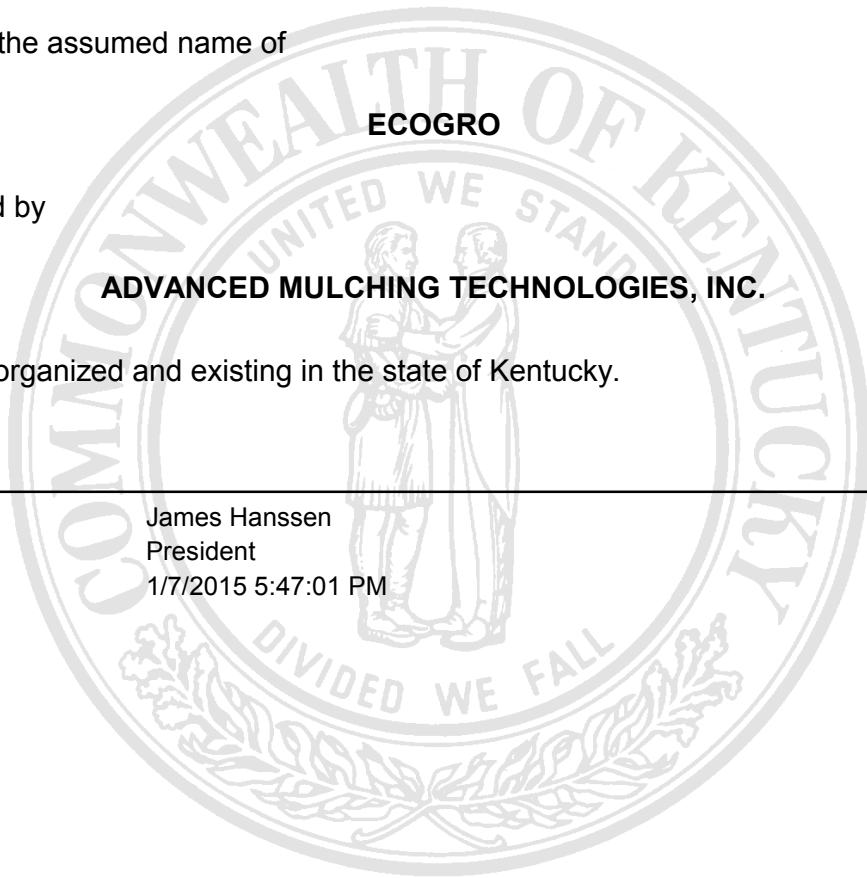 the assumed name of
ECOGRO
d by
ADVANCED MULCHING TECHNOLOGIES, INC.
organized and existing in the state of Kentucky.
James Hanssen
President
1/7/2015 5:47:01 PM
COMMONWEALTH OF KENTUCKY
UNITED WE STAND
DIVIDED WE FALL